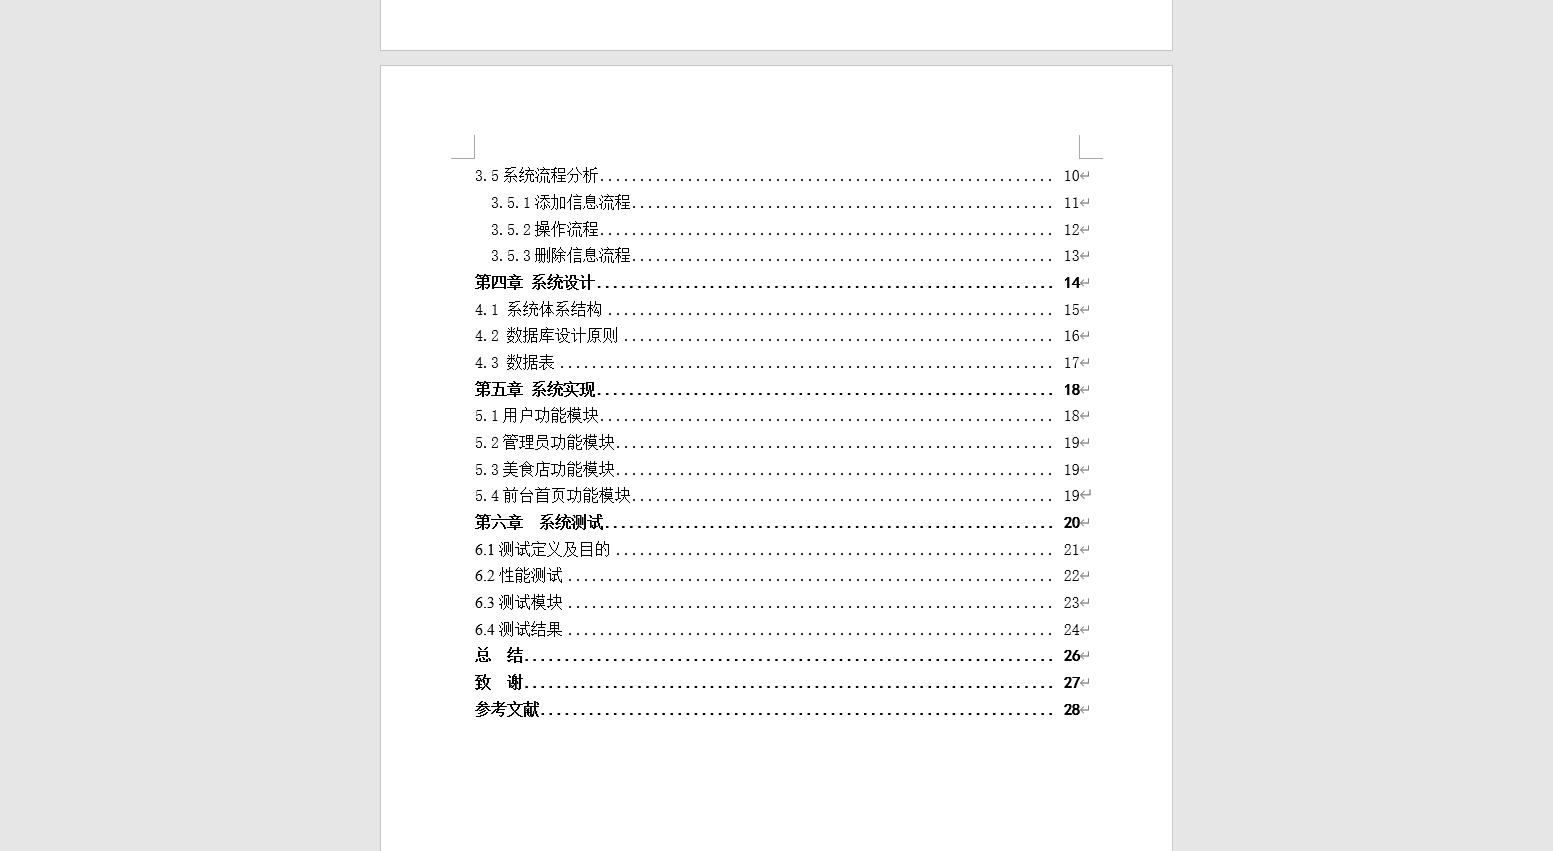 3.5系统流程分析........................................................ 10
3.5.1添加信息流程.................................................... 11
3.5.2操作流程........................................................ 12
3.5.3删除信息流程.................................................... 13
第四章 系统设计........................................................ 14
4.1 系统体系结构........................................................ 15
4.2 数据库设计原则...................................................... 16
4.3 数据表.............................................................. 17
第五章 系统实现........................................................ 18
5.1用户功能模块........................................................ 18
5.2管理员功能模块...................................................... 19
5.3美食店功能模块...................................................... 19
5.4前台首页功能模块.................................................... 19
第六章　系统测试........................................................ 20
6.1测试定义及目的...................................................... 21
6.2性能测试............................................................ 22
6.3测试模块............................................................ 23
6.4测试结果............................................................ 24
总　结.................................................................. 26
致　谢.................................................................. 27
参考文献................................................................ 28